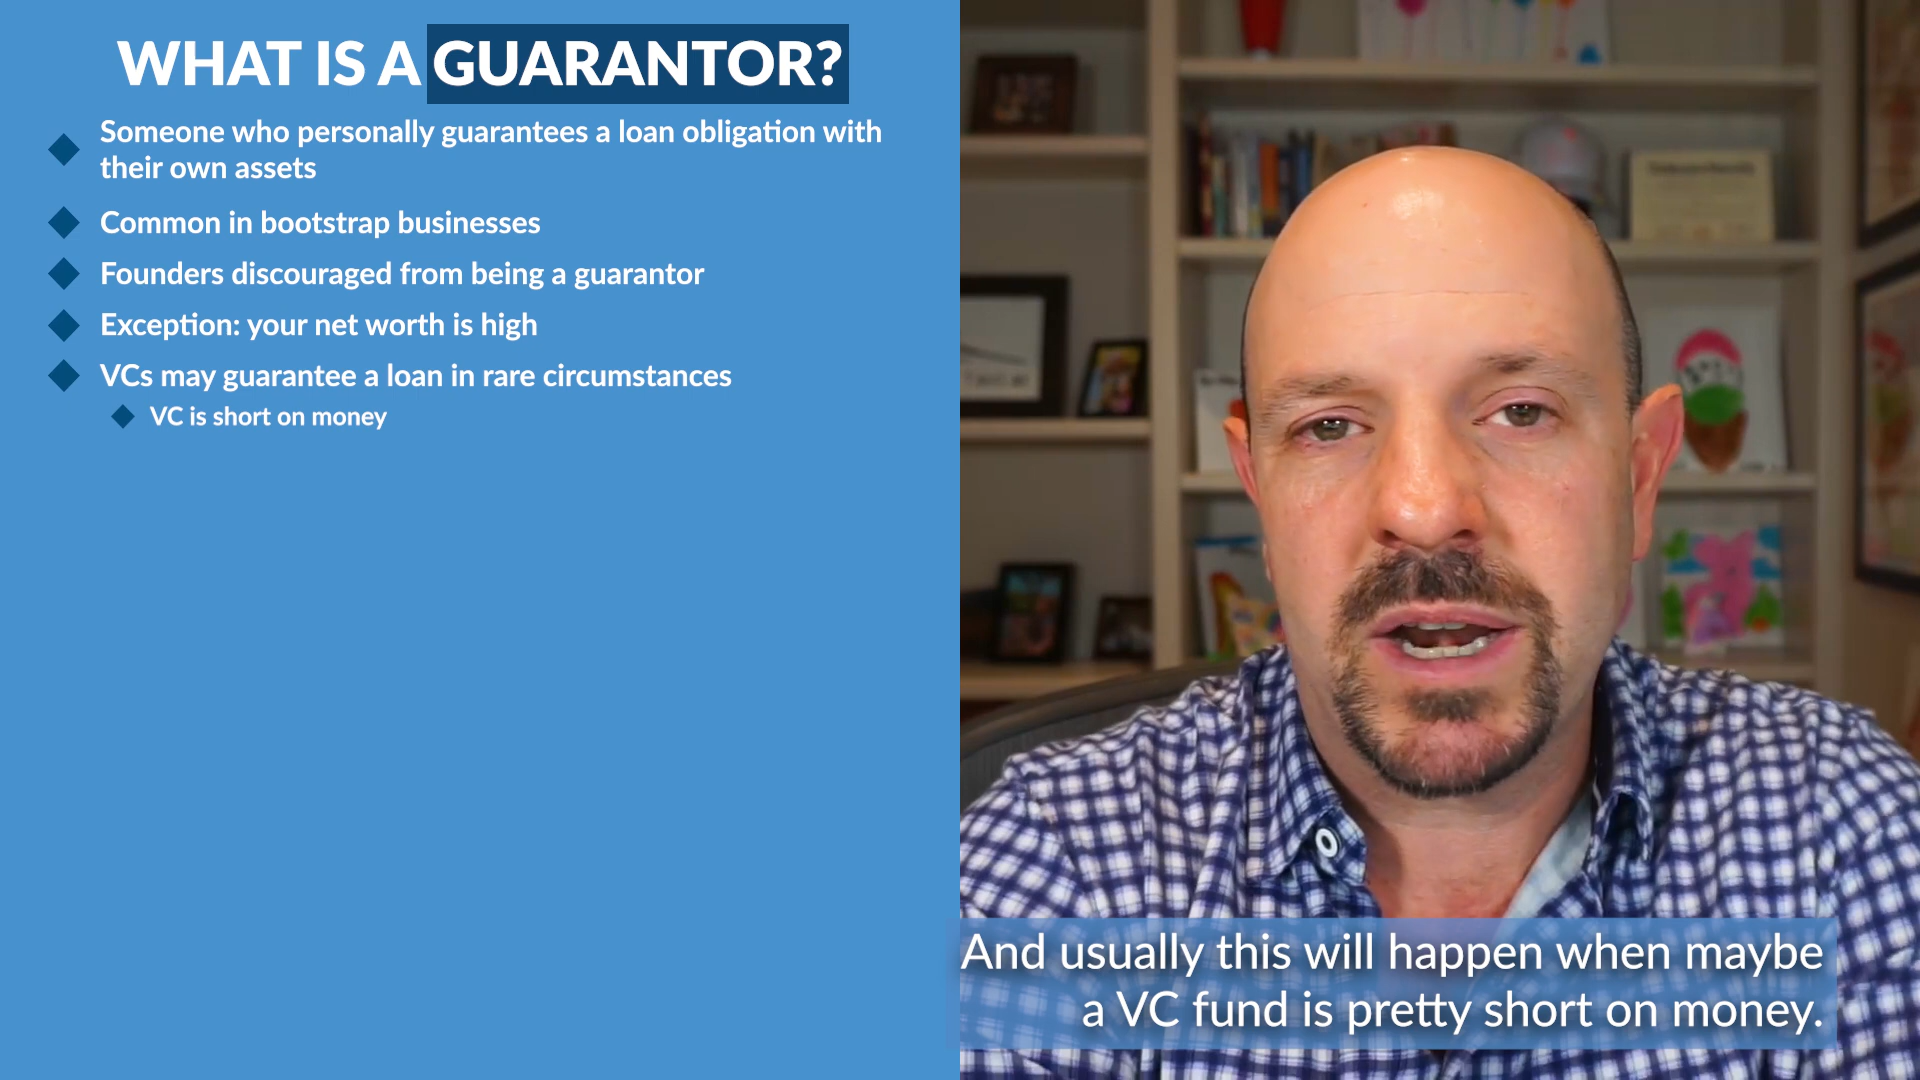 WHAT IS A GUARANTOR?
Someone who personally guarantees a loan obligation with
their own assets
Common in bootstrap businesses
Founders discouraged from being a guarantor
Exception: your net worth is high
VCs may guarantee a loan in rare circumstances
VC is short on money
And usually this will happen when maybe
a VC fund is pretty short on money.